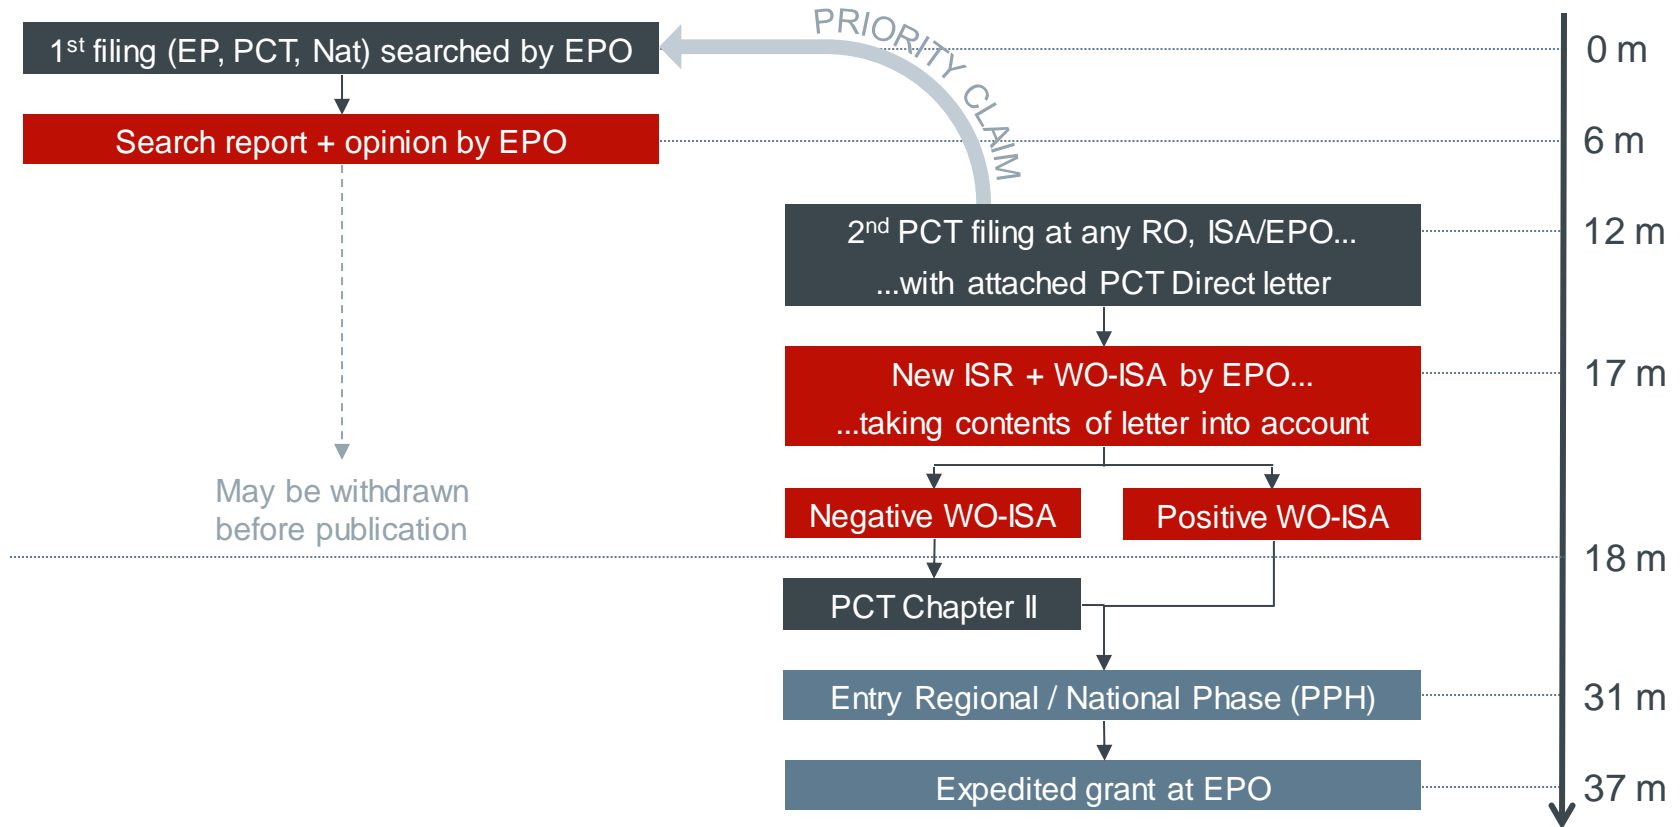 1st filing (EP, PCT, Nat) searched by EPO
PRIORITY CLAIM
0 m
Search report + opinion by EPO
6 m
2nd PCT filing at any RO, ISA/EPO...
...with attached PCT Direct letter
12 m
New ISR + WO-ISA by EPO...
...taking contents of letter into account
17 m
May be withdrawn
before publication
Negative WO-ISA
Positive WO-ISA
18 m
PCT Chapter II
Entry Regional / National Phase (PPH)
31 m
Expedited grant at EPO
37 m